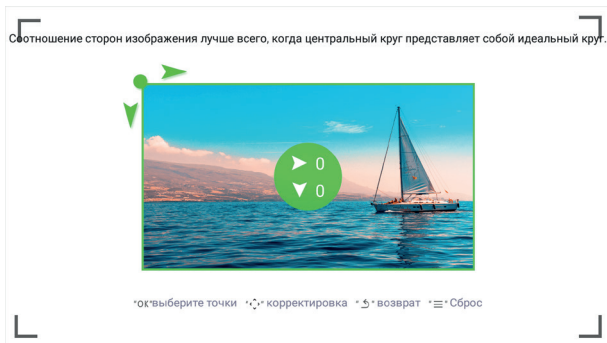 Соотношение сторон изображения лучше всего, когда центральный круг представляет собой идеальный круг.
0
0
"OK"выберите точки " " корректировка " " возврат " " Сброс